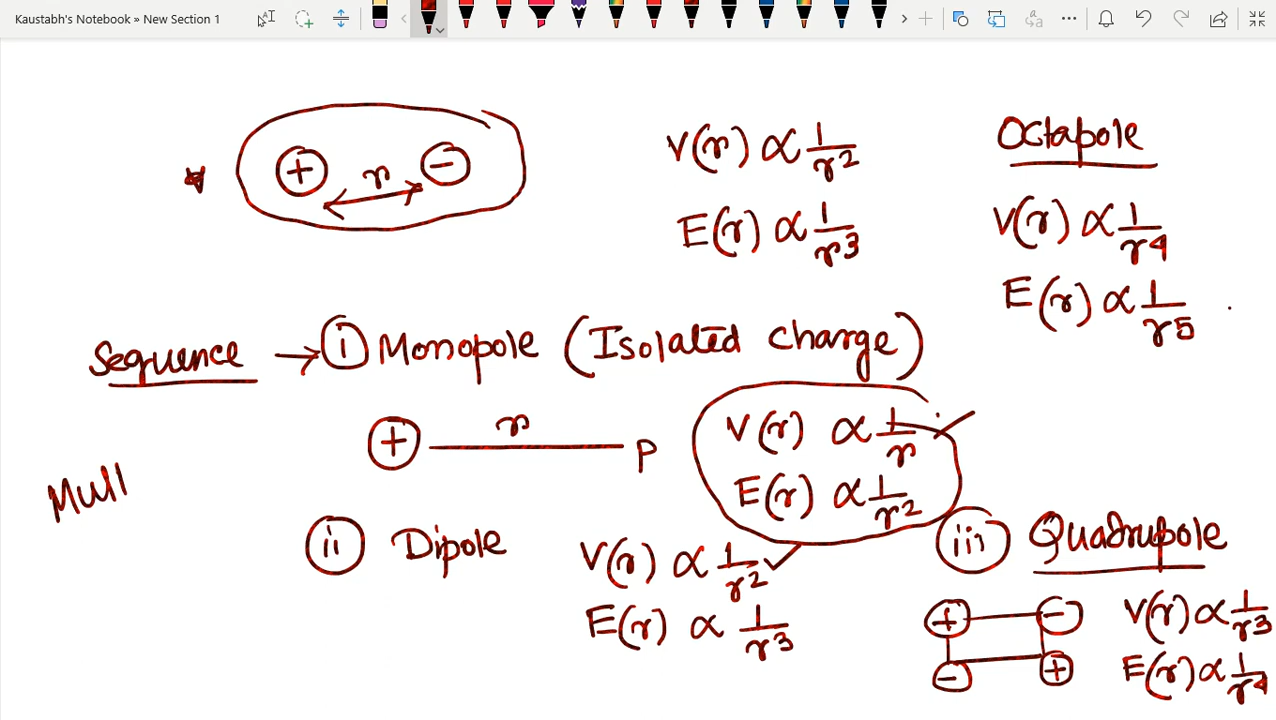 Kaustabh's Notebook » New Section 1
+ r −
V(r) ∝ 1/r2
E(r) ∝ 1/r3
Octapole
V(r) ∝ 1/r4
E(r) ∝ 1/r5
Sequence → i Monopole (Isolated charge)
+ r P
V(r) ∝ 1/r
E(r) ∝ 1/r2
Mull
ii Dipole
V(r) ∝ 1/r2 ✓
E(r) ∝ 1/r3
iii Quadrupole
+ −
− +
V(r) ∝ 1/r3
E(r) ∝ 1/r4